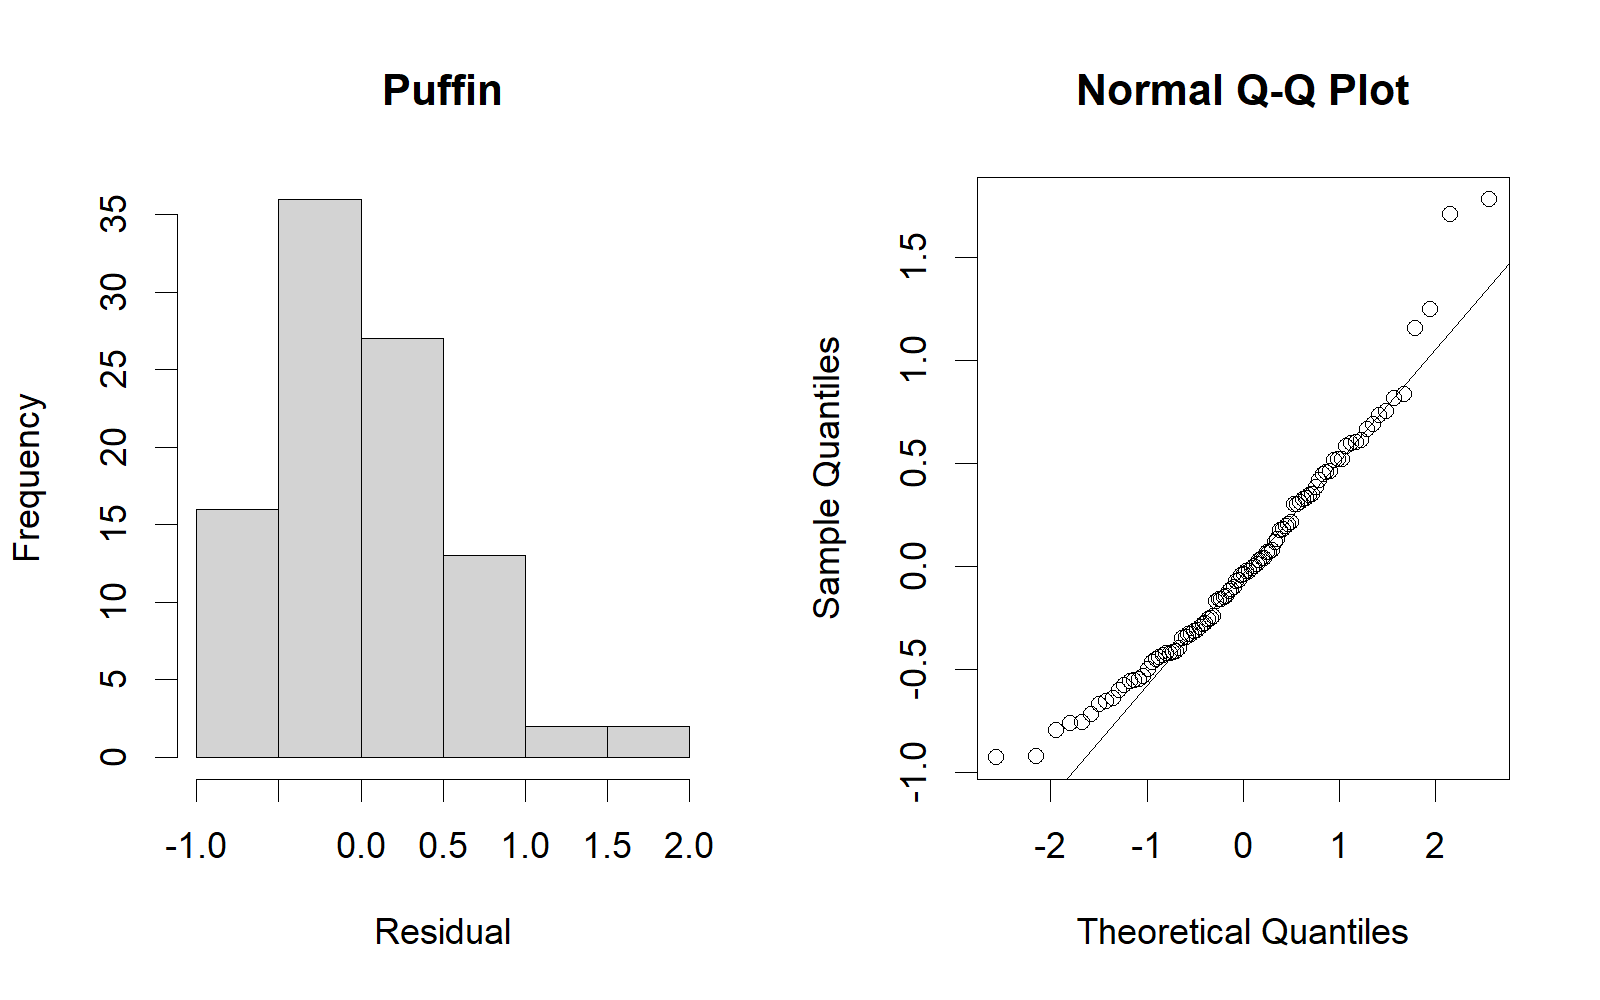 Puffin
Frequency
0 5 10 15 20 25 30 35
-1.0 0.0 0.5 1.0 1.5 2.0
Residual
Normal Q-Q Plot
Sample Quantiles
-1.0 -0.5 0.0 0.5 1.0 1.5
-2 -1 0 1 2
Theoretical Quantiles